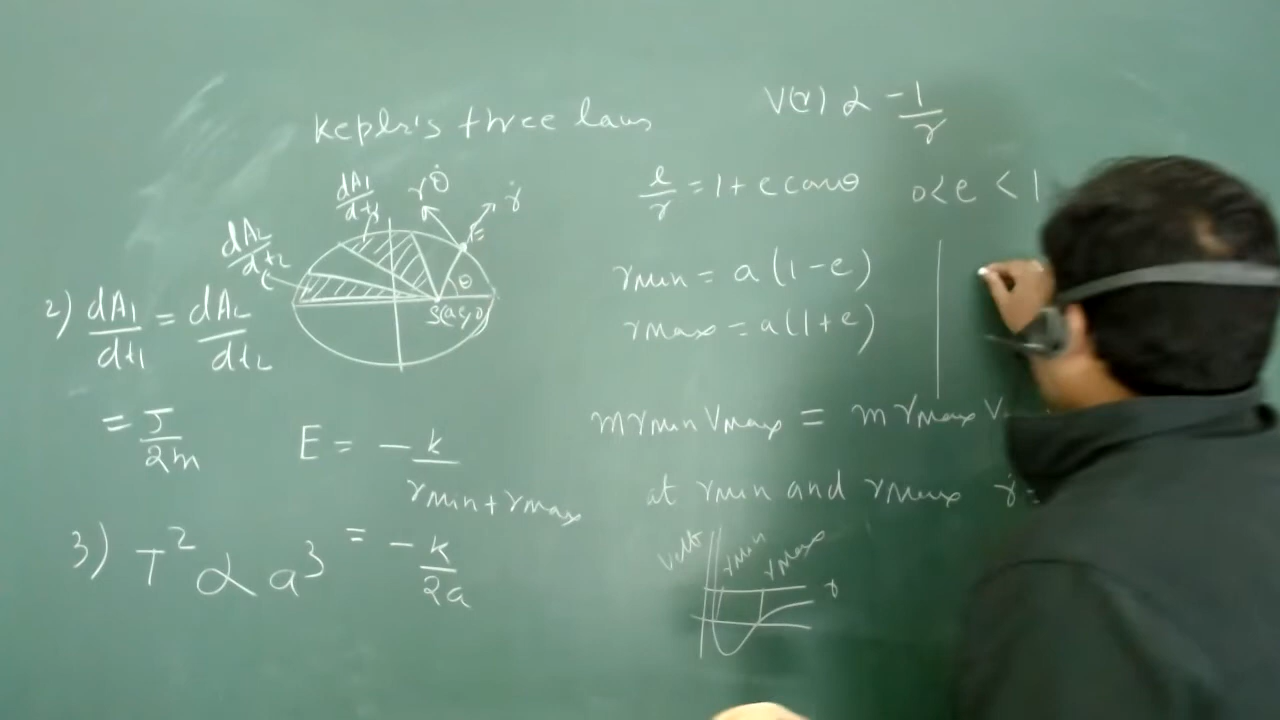 Kepler's three laws
V(r) α -1/r
l/r = 1 + e cosθ 0 < e < 1
dA1/dt1 rθ̇ ṙ
E
θ
dA2/dt2
2) dA1/dt1 = dA2/dt2
= J/2m
rmin = a(1-e)
rmax = a(1+e)
m rmin Vmax = m rmax V
E = -k/rmin + rmax
= -k/2a
at rmin and rmax ṙ =
3) T² α a³
rmin rmax
r